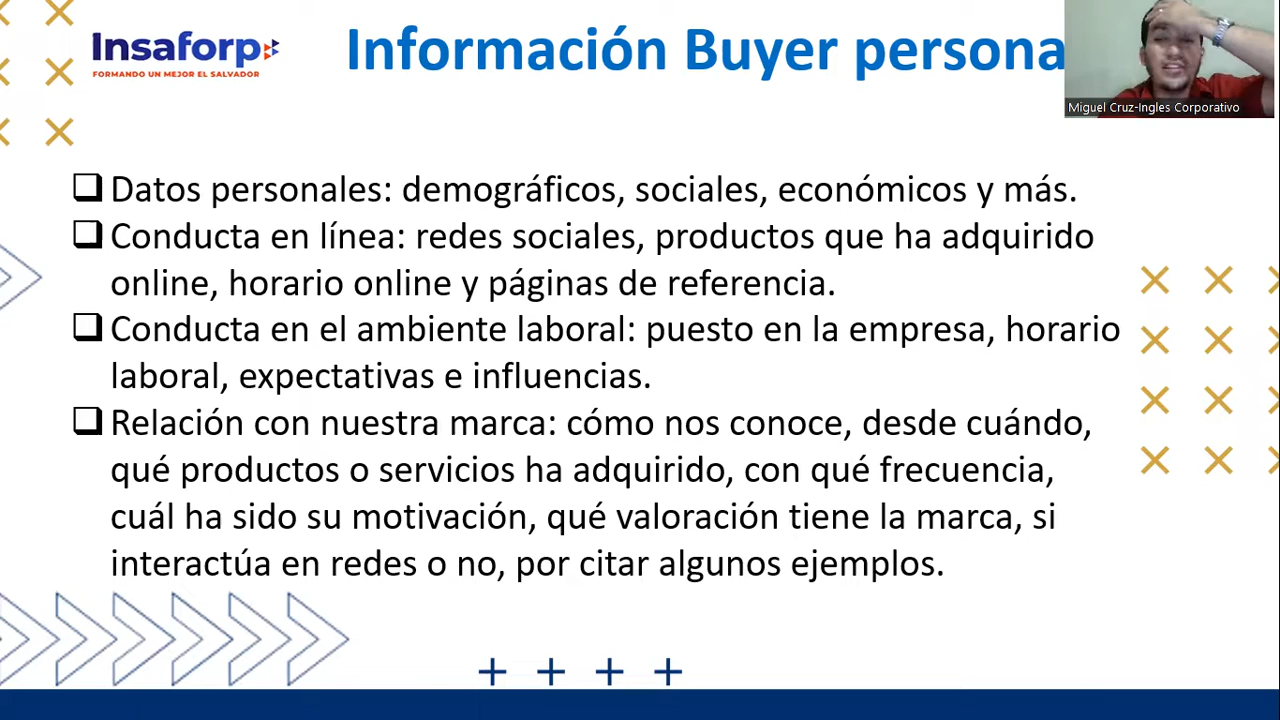 Insaforp
FORMANDO UN MEJOR EL SALVADOR
Información Buyer persona
Miguel Cruz-Ingles Corporativo
Datos personales: demográficos, sociales, económicos y más.
Conducta en línea: redes sociales, productos que ha adquirido
online, horario online y páginas de referencia.
Conducta en el ambiente laboral: puesto en la empresa, horario
laboral, expectativas e influencias.
Relación con nuestra marca: cómo nos conoce, desde cuándo,
qué productos o servicios ha adquirido, con qué frecuencia,
cuál ha sido su motivación, qué valoración tiene la marca, si
interactúa en redes o no, por citar algunos ejemplos.